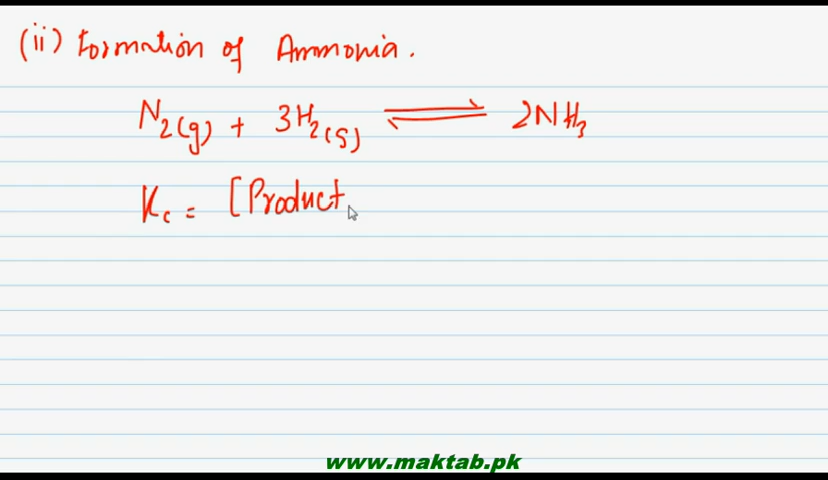 (ii) Formation of Ammonia.
N₂(g) + 3H₂(g) ⇌ 2NH₃
Kc = [Product
www.maktab.pk